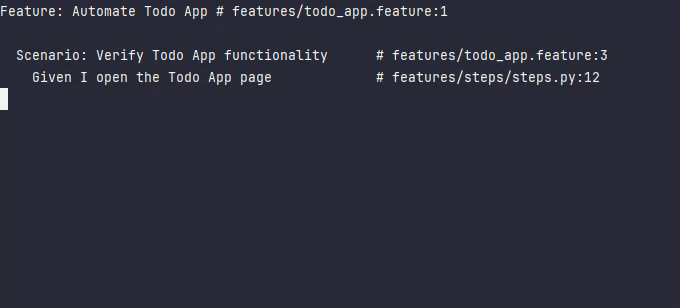 Feature: Automate Todo App # features/todo_app.feature:1
  Scenario: Verify Todo App functionality      # features/todo_app.feature:3
    Given I open the Todo App page             # features/steps/steps.py:12